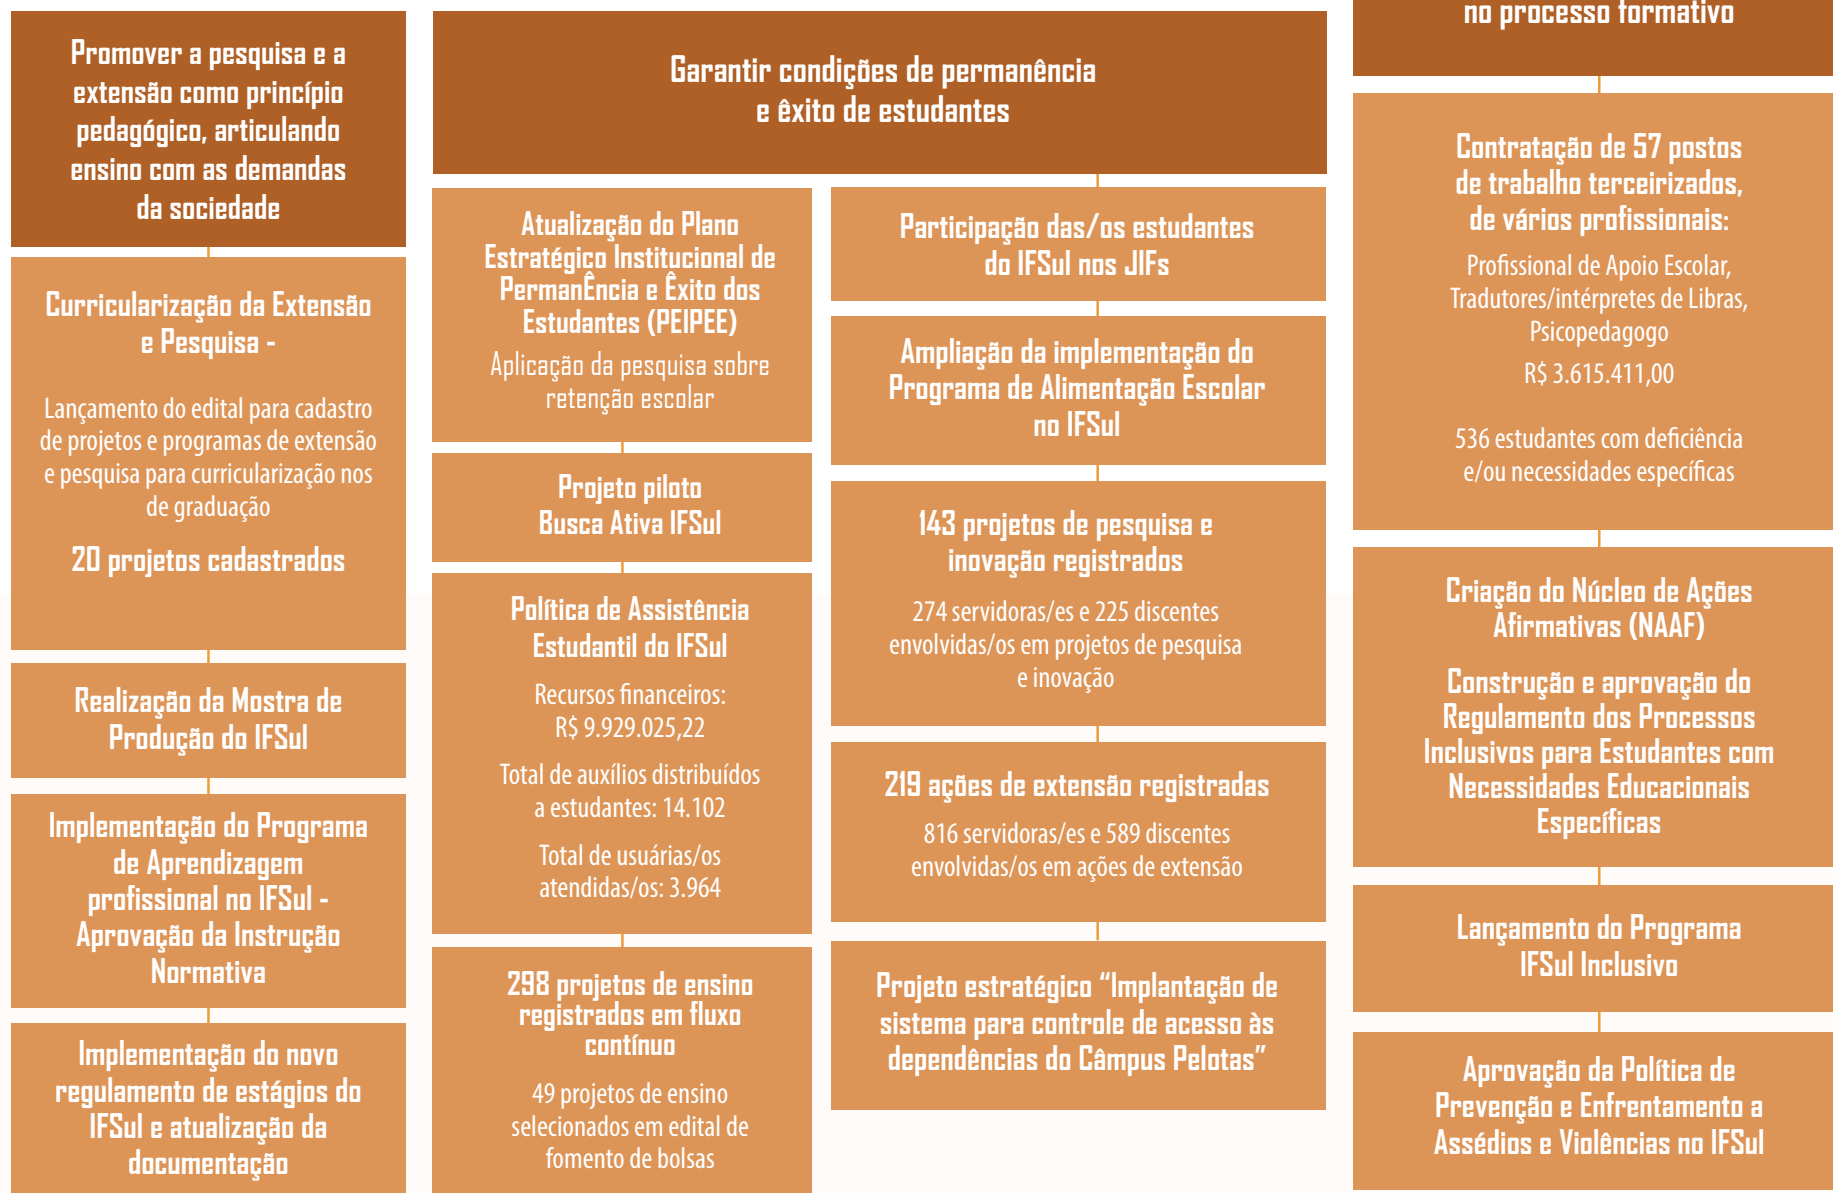 Promover a pesquisa e a
extensão como princípio
pedagógico, articulando
ensino com as demandas
da sociedade
Curricularização da Extensão
e Pesquisa -
Lançamento do edital para cadastro
de projetos e programas de extensão
e pesquisa para curricularização nos
de graduação
20 projetos cadastrados
Realização da Mostra de
Produção do IFSul
Implementação do Programa
de Aprendizagem
profissional no IFSul -
Aprovação da Instrução
Normativa
Implementação do novo
regulamento de estágios do
IFSul e atualização da
documentação
Garantir condições de permanência
e êxito de estudantes
Atualização do Plano
Estratégico Institucional de
PermanÊncia e Êxito dos
Estudantes (PEIPEE)
Aplicação da pesquisa sobre
retenção escolar
Projeto piloto
Busca Ativa IFSul
Política de Assistência
Estudantil do IFSul
Recursos financeiros:
R$ 9.929.025,22
Total de auxílios distribuídos
a estudantes: 14.102
Total de usuárias/os
atendidas/os: 3.964
298 projetos de ensino
registrados em fluxo
contínuo
49 projetos de ensino
selecionados em edital de
fomento de bolsas
Participação das/os estudantes
do IFSul nos JIFs
Ampliação da implementação do
Programa de Alimentação Escolar
no IFSul
143 projetos de pesquisa e
inovação registrados
274 servidoras/es e 225 discentes
envolvidas/os em projetos de pesquisa
e inovação
219 ações de extensão registradas
816 servidoras/es e 589 discentes
envolvidas/os em ações de extensão
Projeto estratégico “Implantação de
sistema para controle de acesso às
dependências do Câmpus Pelotas”
no processo formativo
Contratação de 57 postos
de trabalho terceirizados,
de vários profissionais:
Profissional de Apoio Escolar,
Tradutores/intérpretes de Libras,
Psicopedagogo
R$ 3.615.411,00
536 estudantes com deficiência
e/ou necessidades específicas
Criação do Núcleo de Ações
Afirmativas (NAAF)
Construção e aprovação do
Regulamento dos Processos
Inclusivos para Estudantes com
Necessidades Educacionais
Específicas
Lançamento do Programa
IFSul Inclusivo
Aprovação da Política de
Prevenção e Enfrentamento a
Assédios e Violências no IFSul